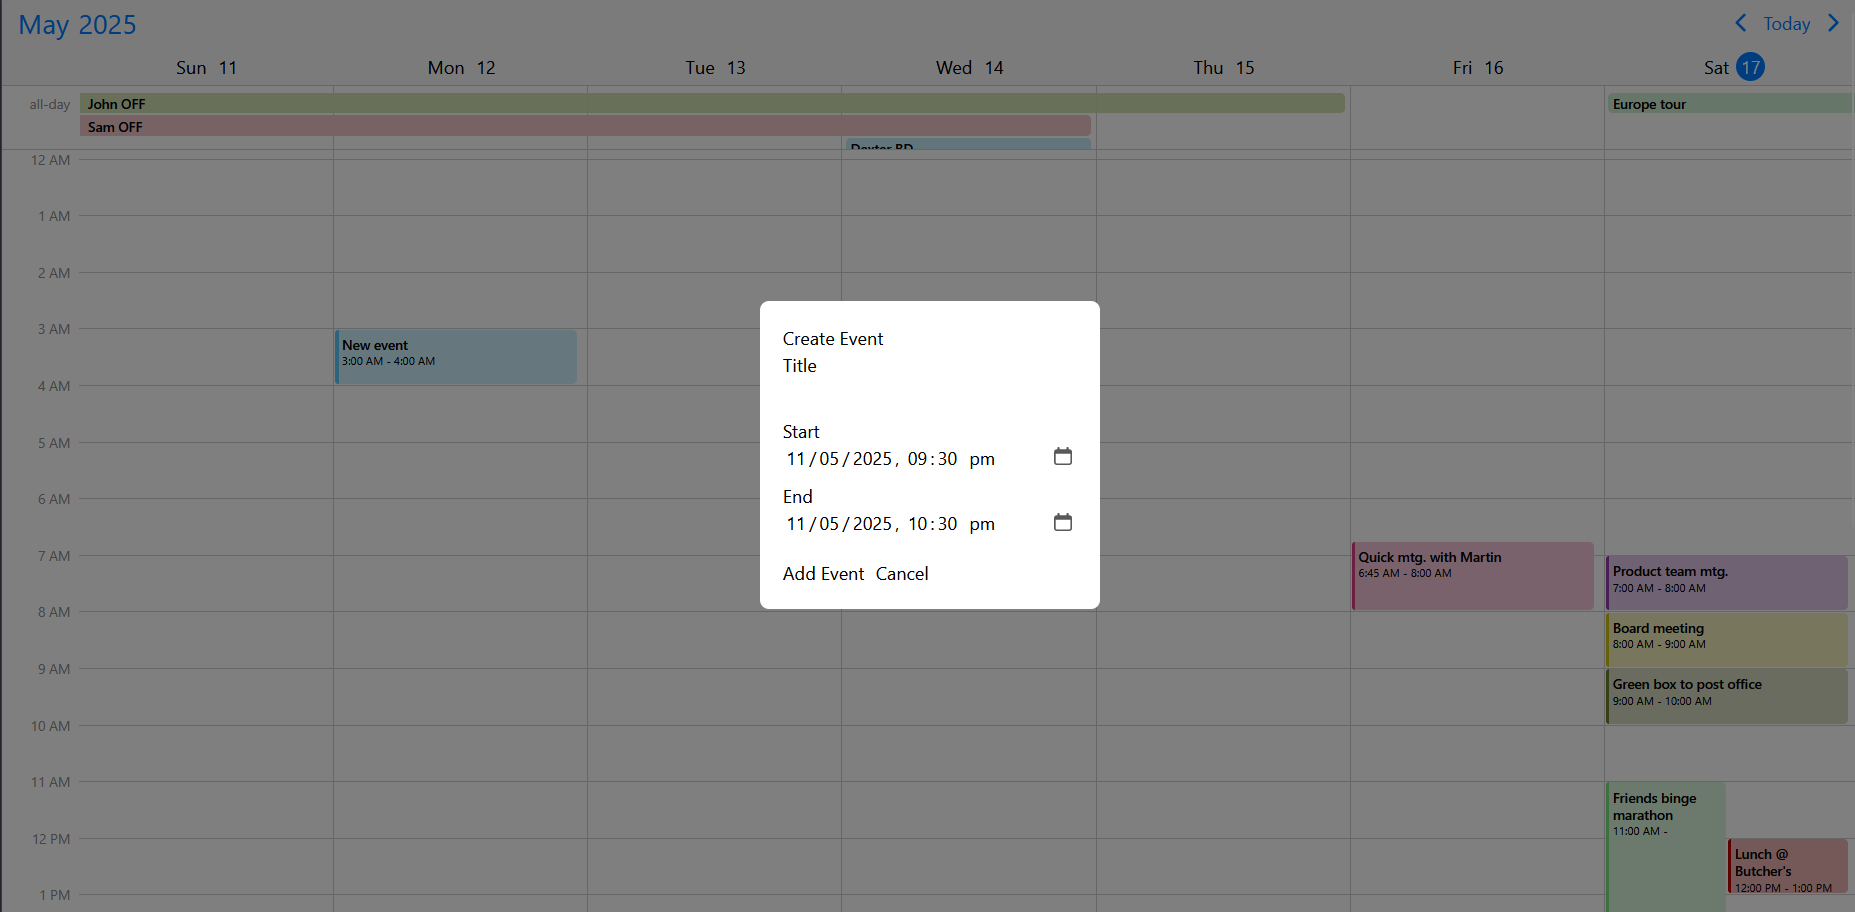 May 2025
Today
Sun 11
Mon 12
Tue 13
Wed 14
Thu 15
Fri 16
Sat 17
all-day
John OFF
Europe tour
Sam OFF
Dexter BD
12 AM
1 AM
2 AM
3 AM
New event
3:00 AM - 4:00 AM
4 AM
5 AM
6 AM
7 AM
8 AM
9 AM
10 AM
11 AM
12 PM
1 PM
Create Event
Title
Start
11/05/2025, 09:30 pm
End
11/05/2025, 10:30 pm
Add Event Cancel
Quick mtg. with Martin
6:45 AM - 8:00 AM
Product team mtg.
7:00 AM - 8:00 AM
Board meeting
8:00 AM - 9:00 AM
Green box to post office
9:00 AM - 10:00 AM
Friends binge
marathon
11:00 AM -
Lunch @
Butcher's
12:00 PM - 1:00 PM